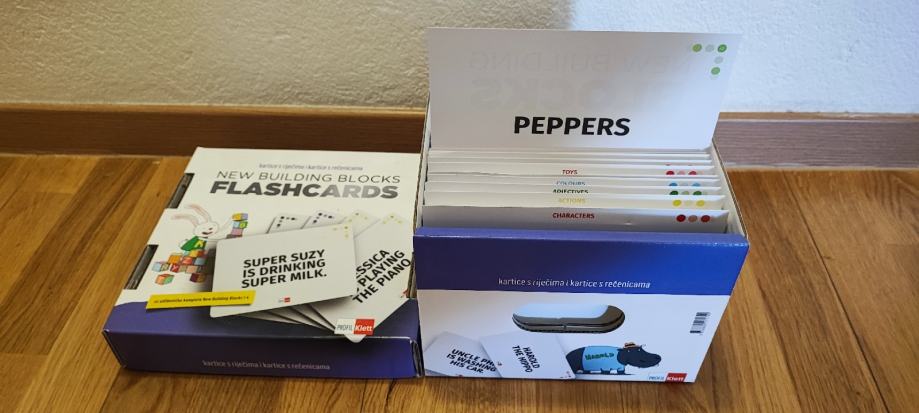 kartice s riječima i kartice s rečenicama
NEW BUILDING BLOCKS
FLASHCARDS
SUPER SUZY
IS DRINKING
SUPER MILK.
PLAYING
THE PIANO
PROFIL Klett
kartice s riječima i kartice s rečenicama
PEPPERS
TOYS
COLOURS
ADJECTIVES
ACTIONS
CHARACTERS
kartice s riječima i kartice s rečenicama
UNCLE
IS WASHING
HIS CAR.
HAROLD
THE HIPPO
HAROLD
PROFIL Klett